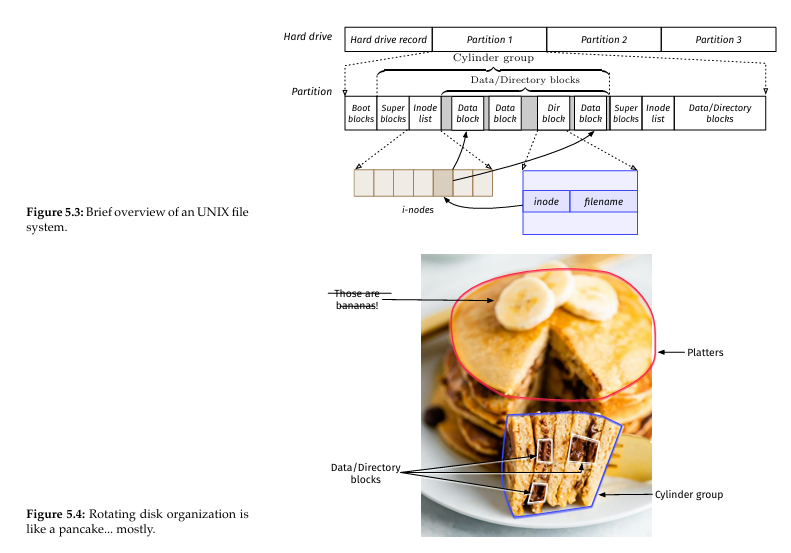 Hard drive
Hard drive record
Partition 1
Partition 2
Partition 3
Cylinder group
Data/Directory blocks
Partition
Boot
blocks
Super
blocks
Inode
list
Data
block
Data
block
Dir
block
Data
block
Super
blocks
Inode
list
Data/Directory
blocks
i-nodes
inode
filename
Figure 5.3: Brief overview of an UNIX file
system.
Those are
bananas!
Platters
Data/Directory
blocks
Cylinder group
Figure 5.4: Rotating disk organization is
like a pancake... mostly.